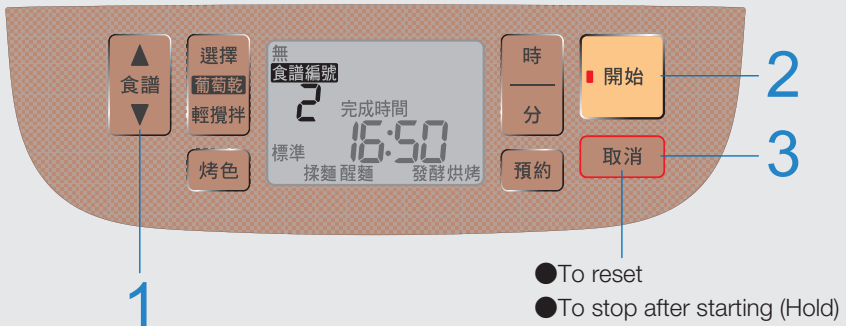 ▲
食譜
▼
選擇
葡萄乾
輕攪拌
烤色
無
食譜編號
2
完成時間
16:50
標準
揉麵 醒麵 發酵 烘烤
時
分
預約
開始
取消
1
2
3
●To reset
●To stop after starting (Hold)